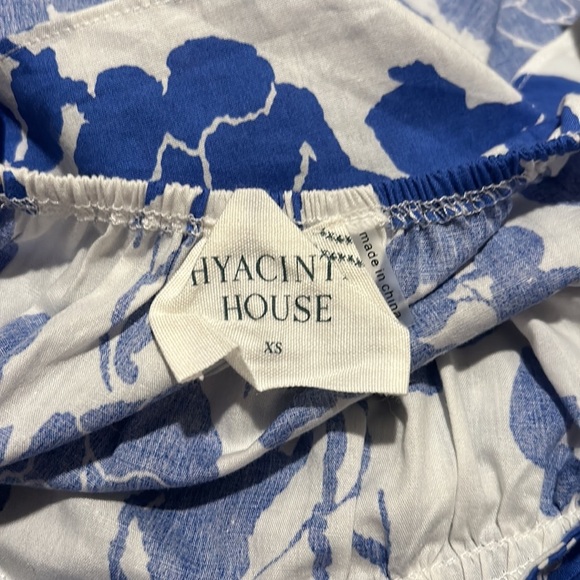 HYACINT
HOUSE
XS
made in china